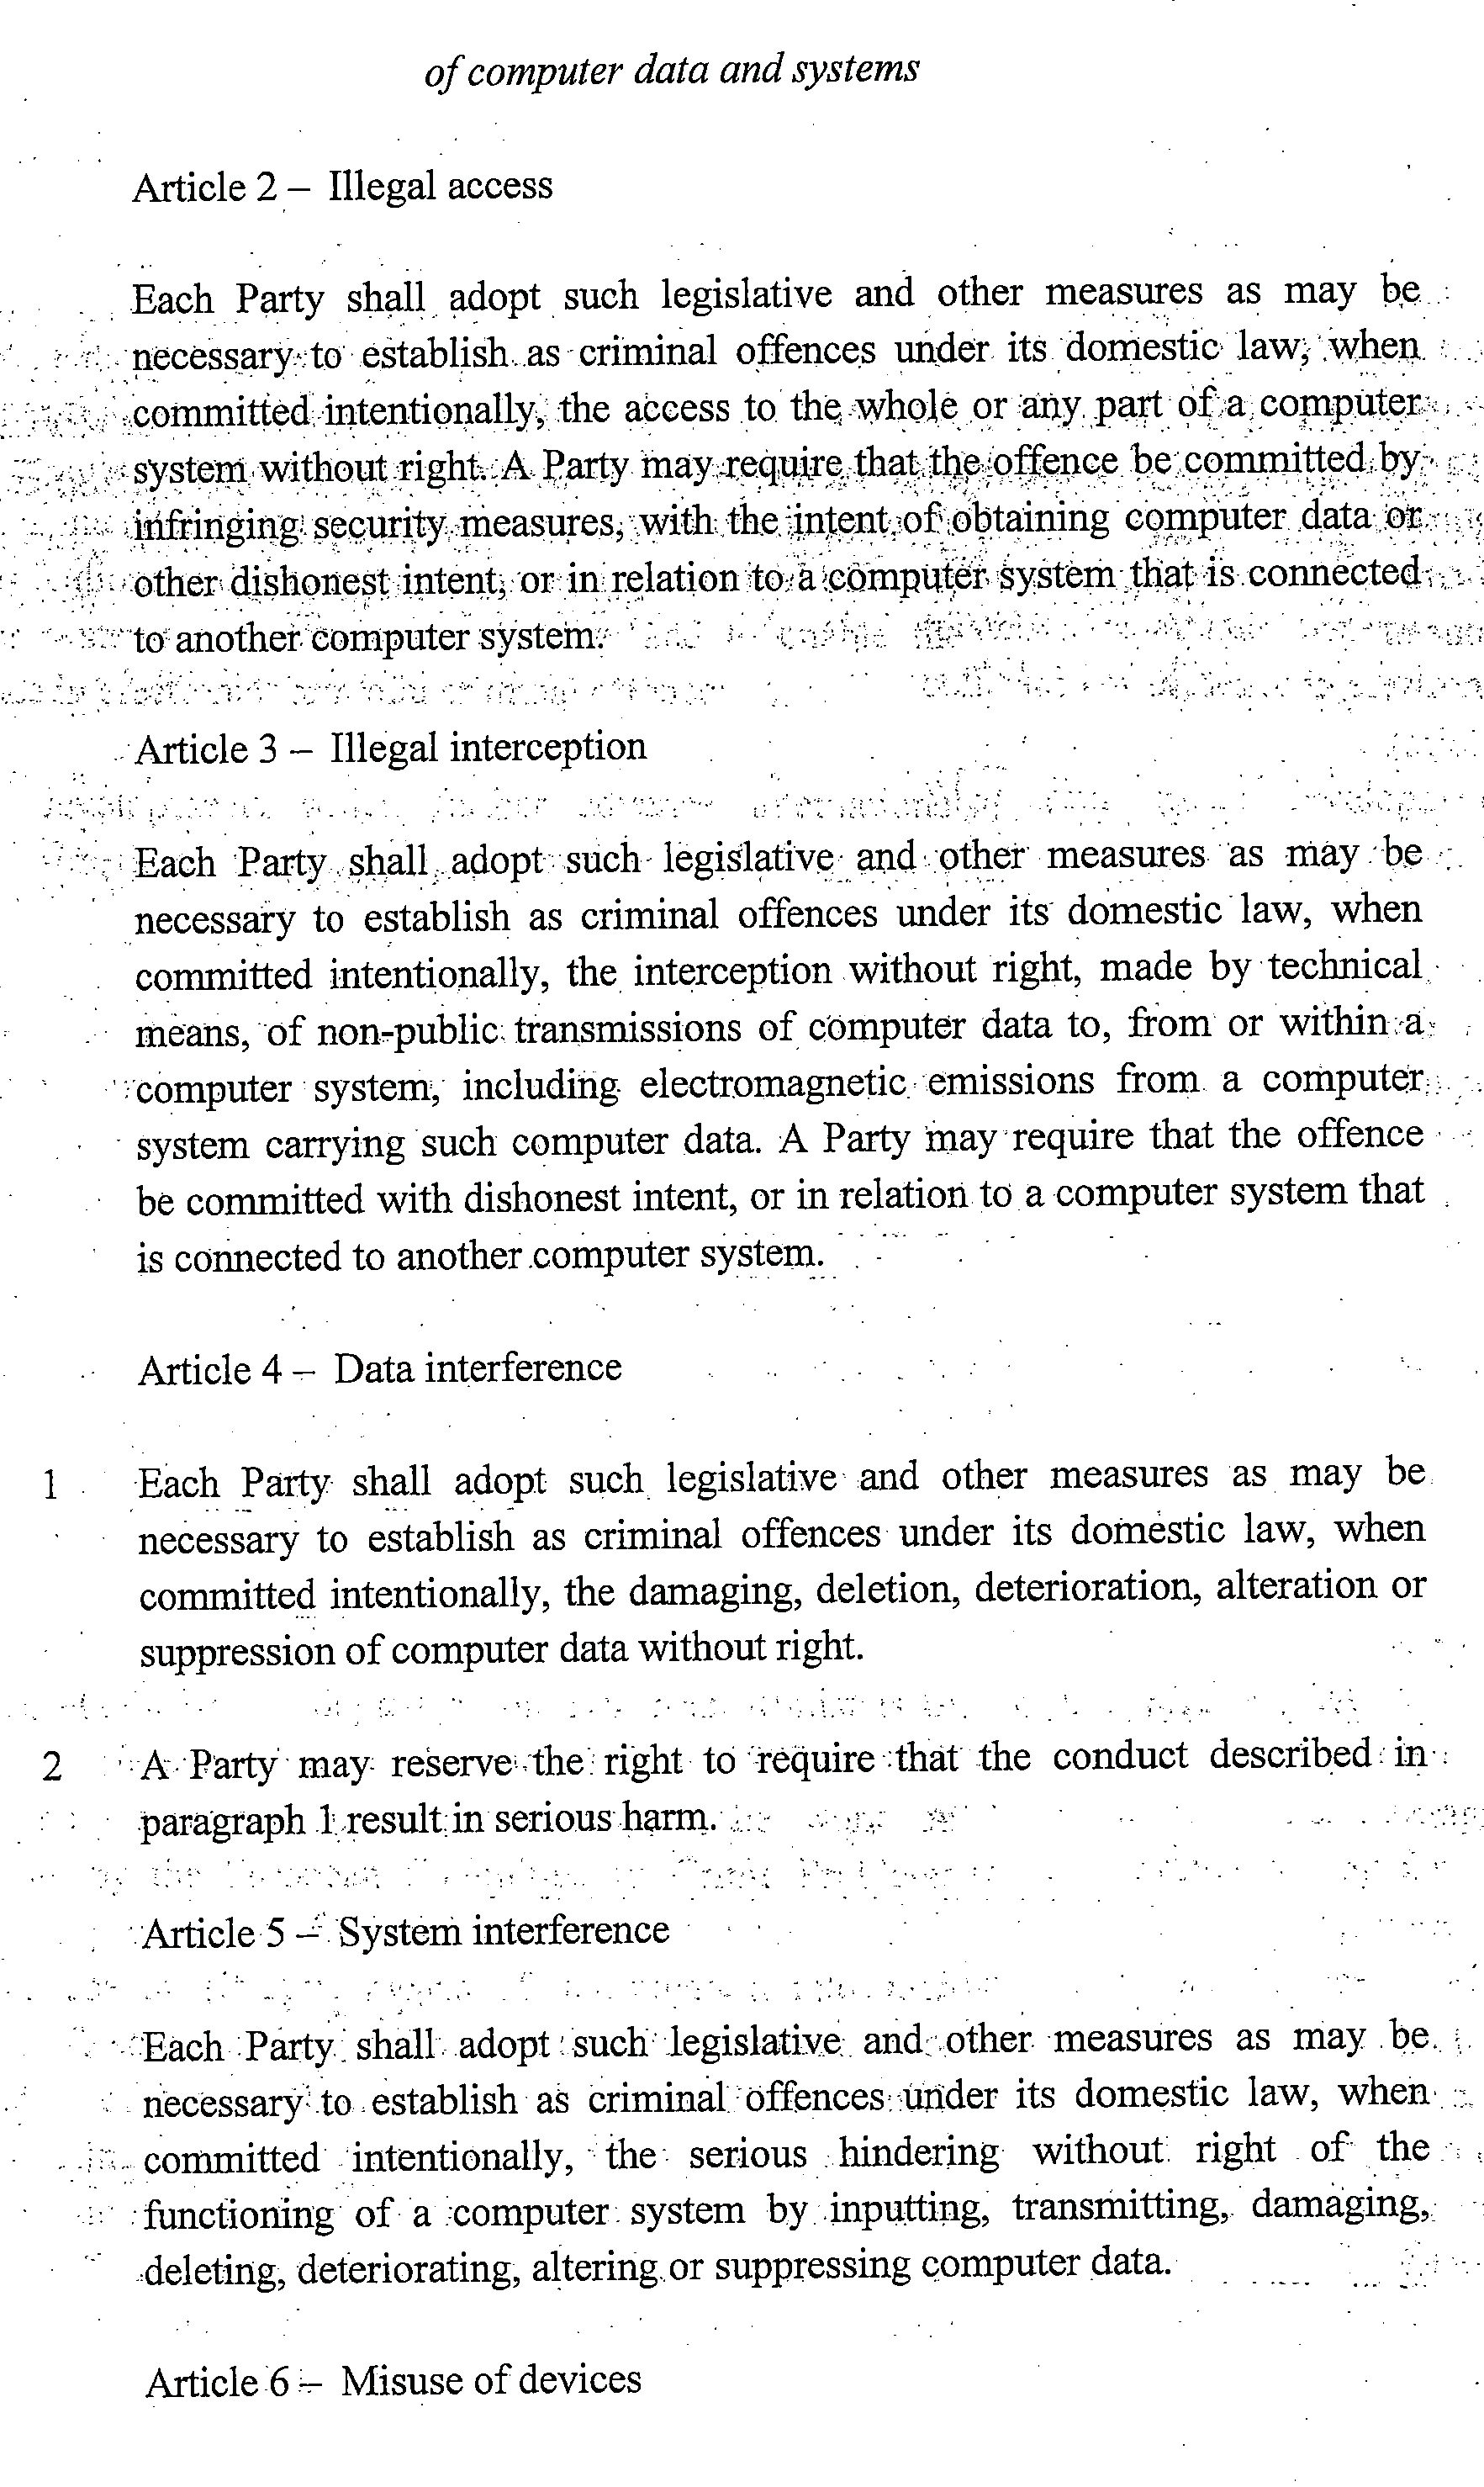 of computer data and systems
Article 2 – Illegal access
Each Party shall adopt such legislative and other measures as may be
necessary to establish as criminal offences under its domestic law, when
committed intentionally, the access to the whole or any part of a computer
system without right. A Party may require that the offence be committed by
infringing security measures, with the intent of obtaining computer data or
other dishonest intent, or in relation to a computer system that is connected
to another computer system.
Article 3 – Illegal interception
Each Party shall adopt such legislative and other measures as may be
necessary to establish as criminal offences under its domestic law, when
committed intentionally, the interception without right, made by technical
means, of non-public transmissions of computer data to, from or within a
computer system, including electromagnetic emissions from a computer
system carrying such computer data. A Party may require that the offence
be committed with dishonest intent, or in relation to a computer system that
is connected to another computer system.
Article 4 – Data interference
1 Each Party shall adopt such legislative and other measures as may be
necessary to establish as criminal offences under its domestic law, when
committed intentionally, the damaging, deletion, deterioration, alteration or
suppression of computer data without right.
2 A Party may reserve the right to require that the conduct described in
paragraph 1 result in serious harm.
Article 5 – System interference
Each Party shall adopt such legislative and other measures as may be
necessary to establish as criminal offences under its domestic law, when
committed intentionally, the serious hindering without right of the
functioning of a computer system by inputting, transmitting, damaging,
deleting, deteriorating, altering or suppressing computer data.
Article 6 – Misuse of devices